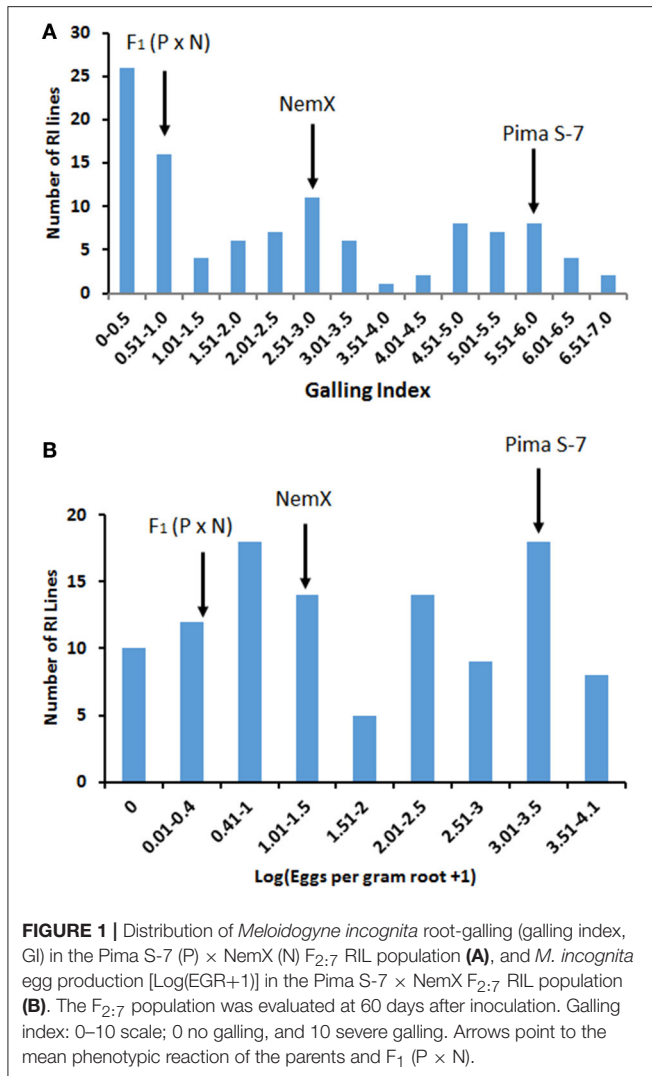 A
F₁ (P x N)
NemX
Pima S-7
Number of RI lines
30
25
20
15
10
5
0
0-0.5
0.51-1.0
1.01-1.5
1.51-2.0
2.01-2.5
2.51-3.0
3.01-3.5
3.51-4.0
4.01-4.5
4.51-5.0
5.01-5.5
5.51-6.0
6.01-6.5
6.51-7.0
Galling Index
B
Pima S-7
F₁ (P x N)
NemX
Number of RI Lines
20
15
10
5
0
0
0.01-0.4
0.41-1
1.01-1.5
1.51-2
2.01-2.5
2.51-3
3.01-3.5
3.51-4.1
Log(Eggs per gram root +1)
FIGURE 1 | Distribution of Meloidogyne incognita root-galling (galling index,
GI) in the Pima S-7 (P) × NemX (N) F₂:₇ RIL population (A), and M. incognita
egg production [Log(EGR+1)] in the Pima S-7 × NemX F₂:₇ RIL population
(B). The F₂:₇ population was evaluated at 60 days after inoculation. Galling
index: 0–10 scale; 0 no galling, and 10 severe galling. Arrows point to the
mean phenotypic reaction of the parents and F₁ (P × N).